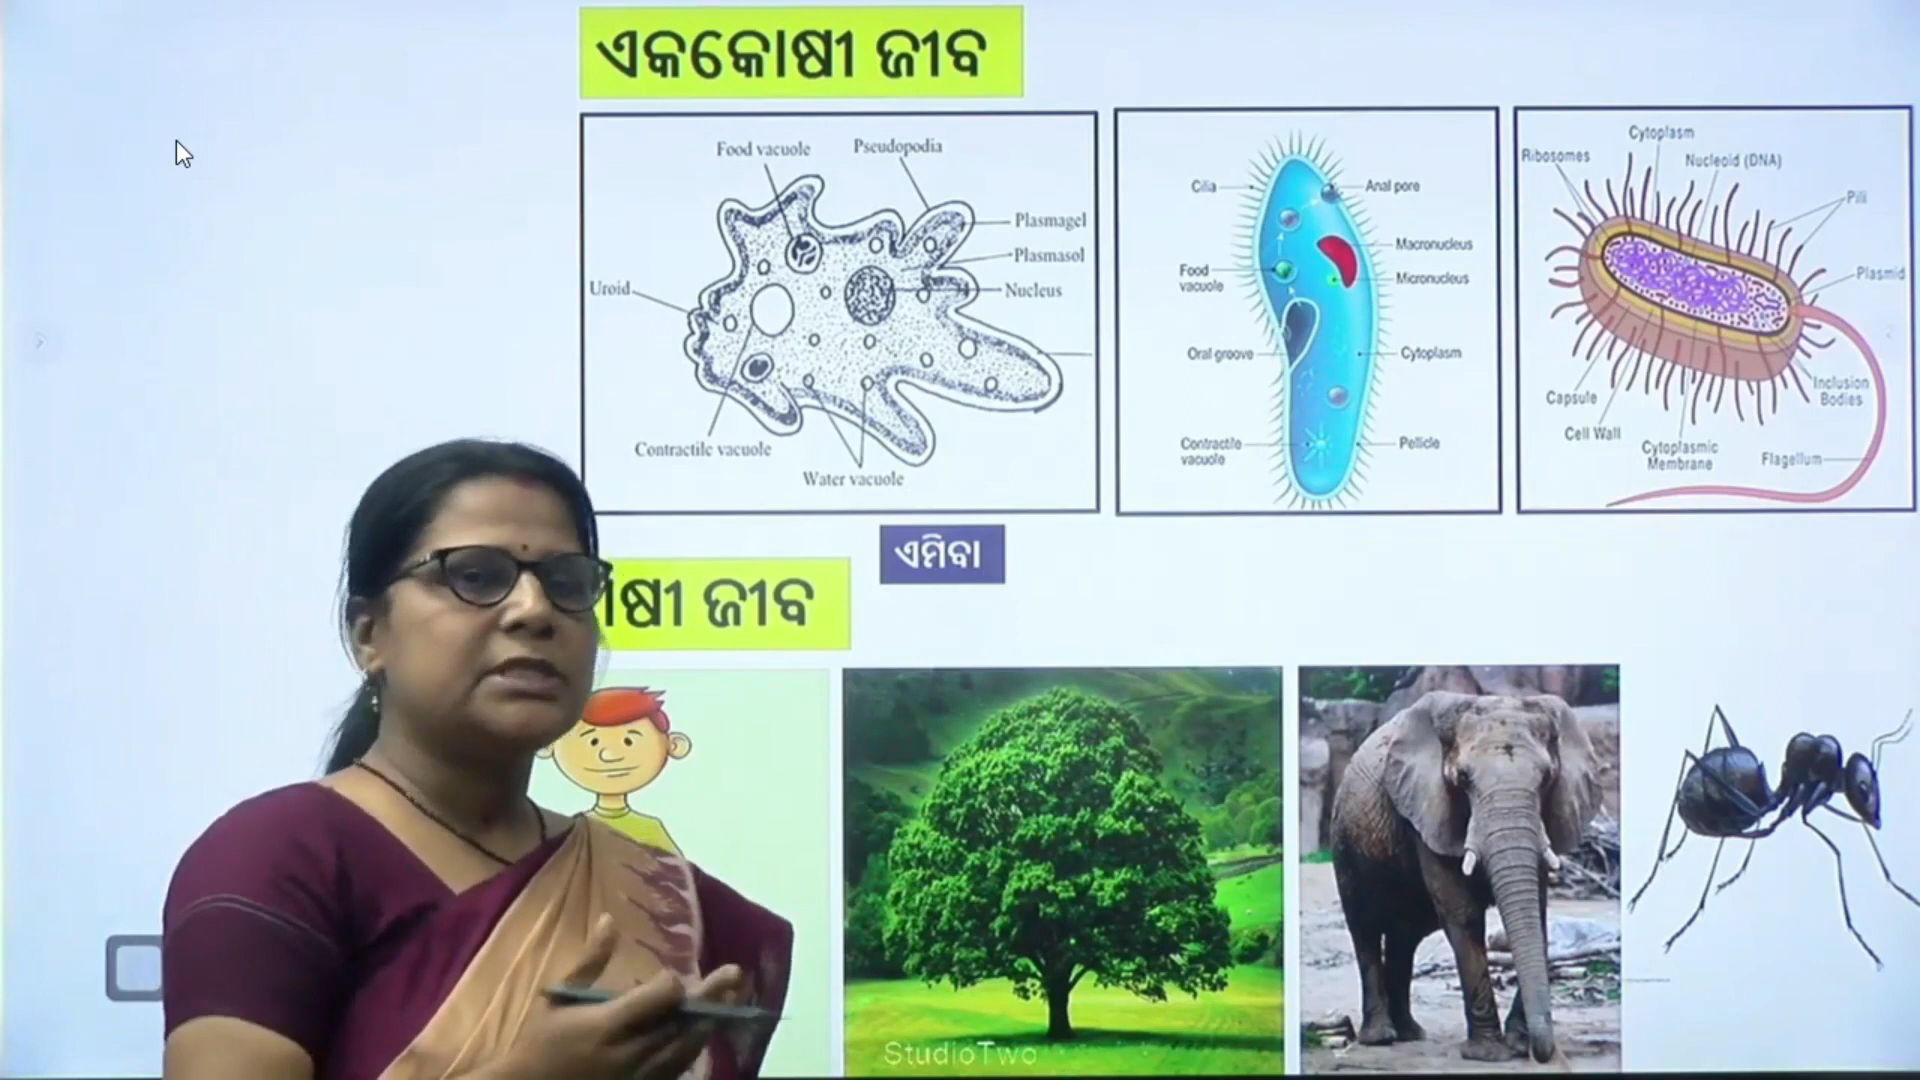 ଏକକୋଷୀ ଜୀବ
Food vacuole
Pseudopodia
Plasmagel
Plasmasol
Nucleus
Uroid
Contractile vacuole
Water vacuole
Cilia
Anal pore
Macronucleus
Micronucleus
Food
vacuole
Oral groove
Cytoplasm
Contractile
vacuole
Pellicle
Cytoplasm
Ribosomes
Nucleoid (DNA)
Pili
Plasmid
Inclusion
Bodies
Capsule
Cell Wall
Cytoplasmic
Membrane
Flagellum
ଏମିବା
ଷୀ ଜୀବ
StudioTwo